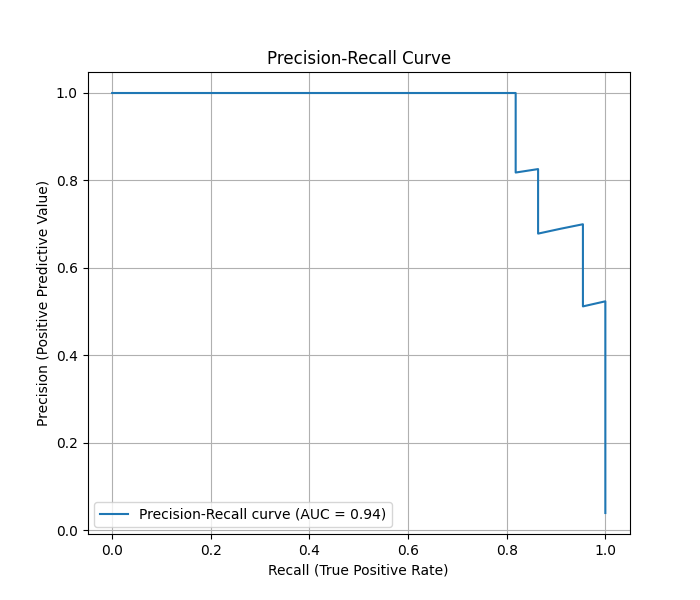 Precision-Recall Curve
1.0
0.8
0.6
0.4
0.2
0.0
Precision (Positive Predictive Value)
Precision-Recall curve (AUC = 0.94)
0.0 0.2 0.4 0.6 0.8 1.0
Recall (True Positive Rate)